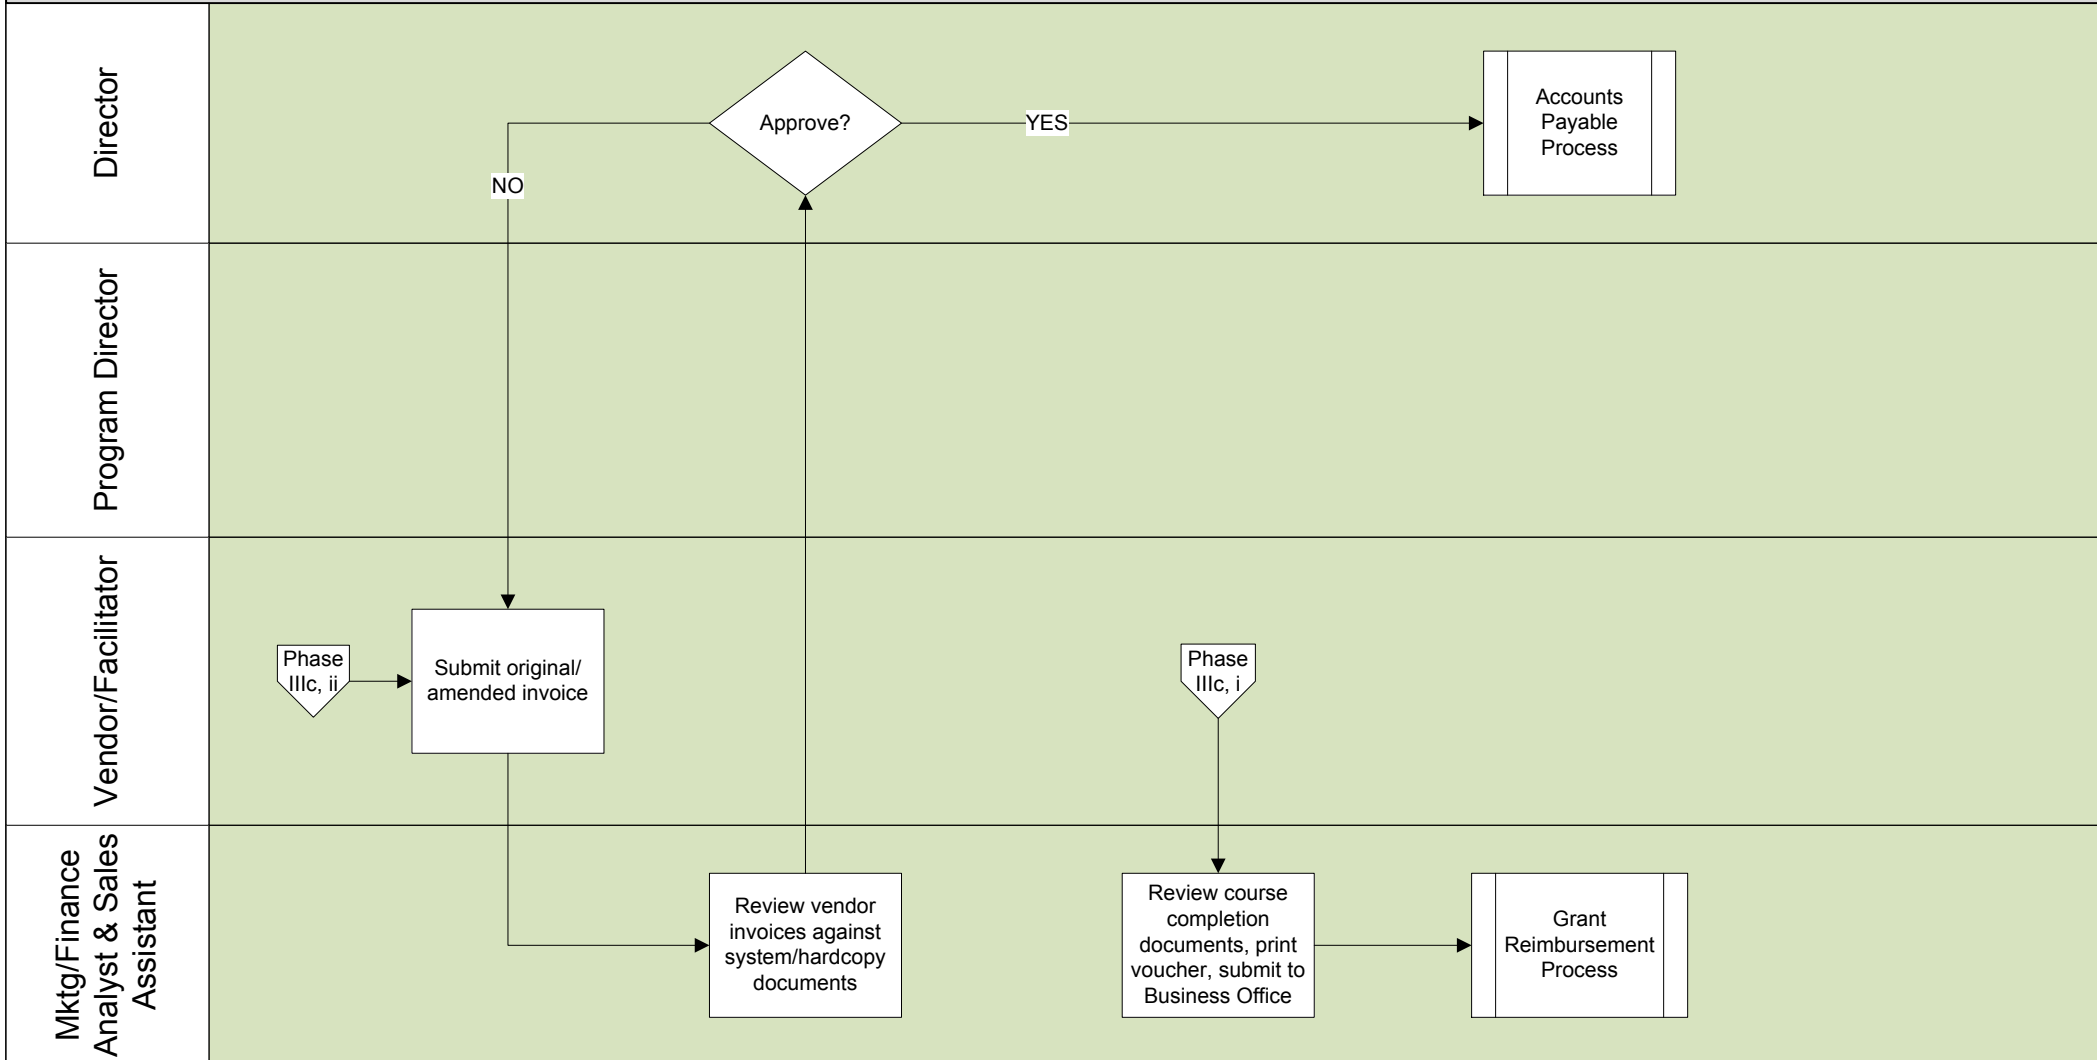 Director
Approve?
YES
NO
Accounts
Payable
Process
Program Director
Vendor/Facilitator
Phase
IIIc, ii
Submit original/
amended invoice
Phase
IIIc, i
Mktg/Finance
Analyst & Sales
Assistant
Review vendor
invoices against
system/hardcopy
documents
Review course
completion
documents, print
voucher, submit to
Business Office
Grant
Reimbursement
Process